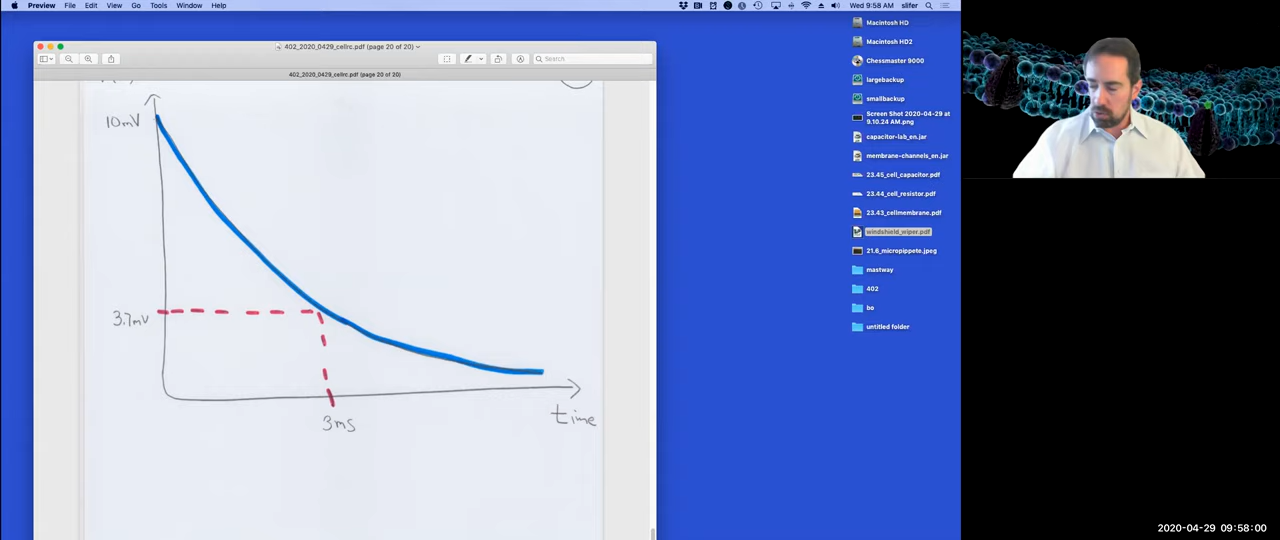 Preview File Edit View Go Tools Window Help
Wed 9:58 AM slifer
402_2020_0429_cellrc.pdf (page 20 of 20)
Search
402_2020_0429_cellrc.pdf (page 20 of 20)
10mV
3.7mV
3ms
time
Macintosh HD
Macintosh HD2
Chessmaster 9000
largebackup
smallbackup
Screen Shot 2020-04-29 at
9.10.24 AM.png
capacitor-lab_en.jar
membrane-channels_en.jar
23.45_cell_capacitor.pdf
23.44_cell_resistor.pdf
23.43_cellmembrane.pdf
windshield_wiper.pdf
21.6_micropippete.jpeg
mastway
402
bo
untitled folder
2020-04-29 09:58:00